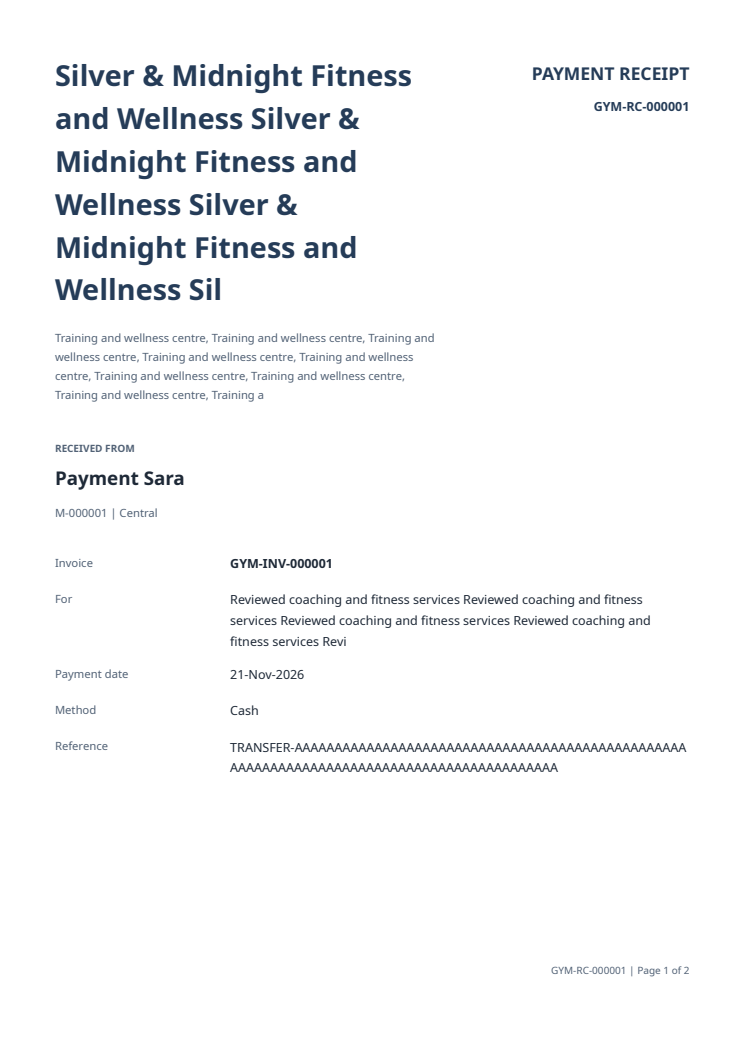 Silver & Midnight Fitness
and Wellness Silver &
Midnight Fitness and
Wellness Silver &
Midnight Fitness and
Wellness Sil
PAYMENT RECEIPT
GYM-RC-000001
Training and wellness centre, Training and wellness centre, Training and
wellness centre, Training and wellness centre, Training and wellness
centre, Training and wellness centre, Training and wellness centre,
Training and wellness centre, Training a
RECEIVED FROM
Payment Sara
M-000001 | Central
Invoice GYM-INV-000001
For Reviewed coaching and fitness services Reviewed coaching and fitness
services Reviewed coaching and fitness services Reviewed coaching and
fitness services Revi
Payment date 21-Nov-2026
Method Cash
Reference TRANSFER-AAAAAAAAAAAAAAAAAAAAAAAAAAAAAAAAAAAAAAAAAAAAAAAAA
AAAAAAAAAAAAAAAAAAAAAAAAAAAAAAAAAAAAAAAAA
GYM-RC-000001 | Page 1 of 2